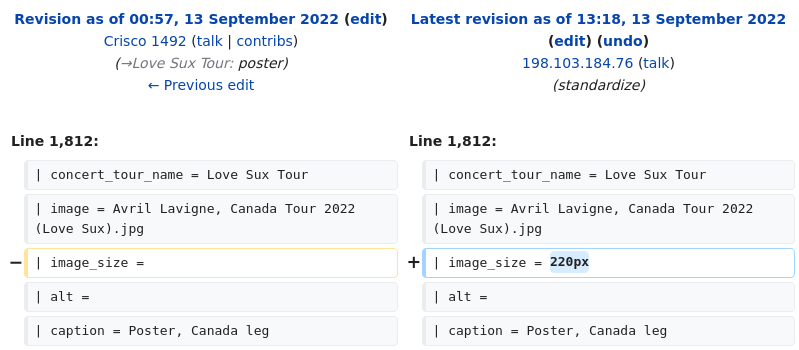 Revision as of 00:57, 13 September 2022 (edit)
Crisco 1492 (talk | contribs)
(→Love Sux Tour: poster)
← Previous edit
Latest revision as of 13:18, 13 September 2022
(edit) (undo)
198.103.184.76 (talk)
(standardize)
Line 1,812:
Line 1,812:
| concert_tour_name = Love Sux Tour
| concert_tour_name = Love Sux Tour
| image = Avril Lavigne, Canada Tour 2022
(Love Sux).jpg
| image = Avril Lavigne, Canada Tour 2022
(Love Sux).jpg
− | image_size =
+ | image_size = 220px
| alt =
| alt =
| caption = Poster, Canada leg
| caption = Poster, Canada leg